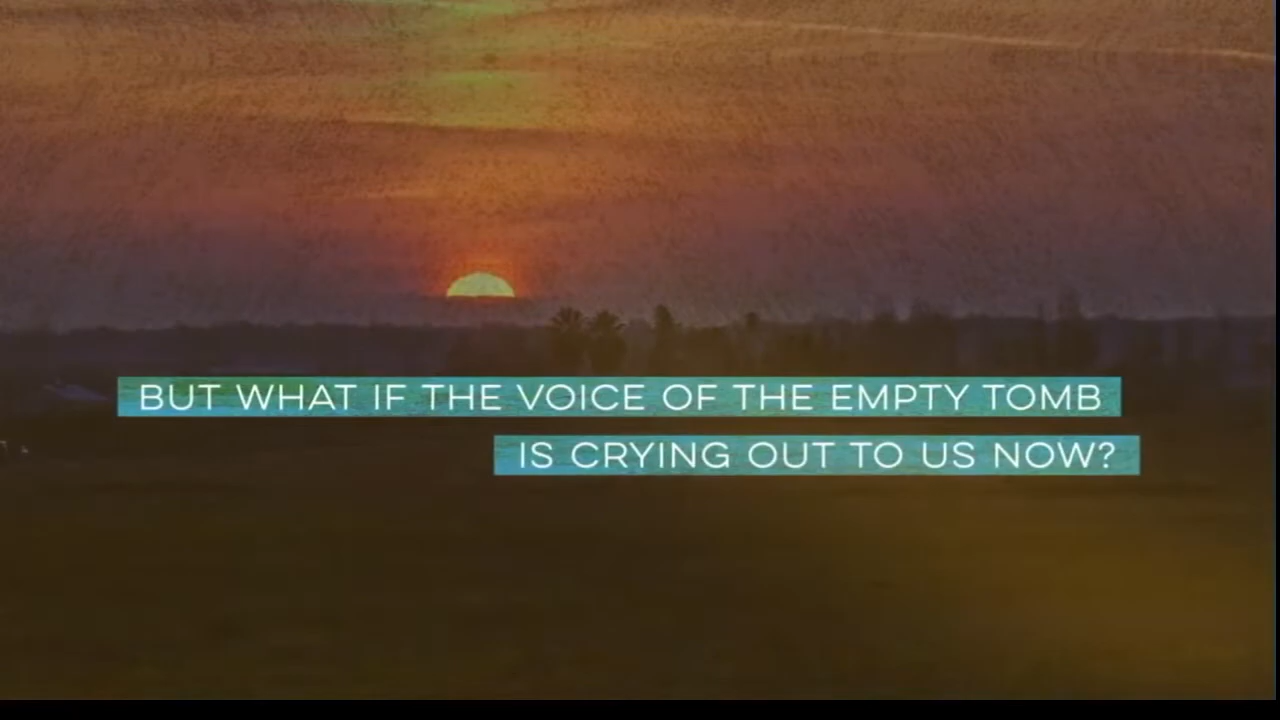 BUT WHAT IF THE VOICE OF THE EMPTY TOMB
IS CRYING OUT TO US NOW?